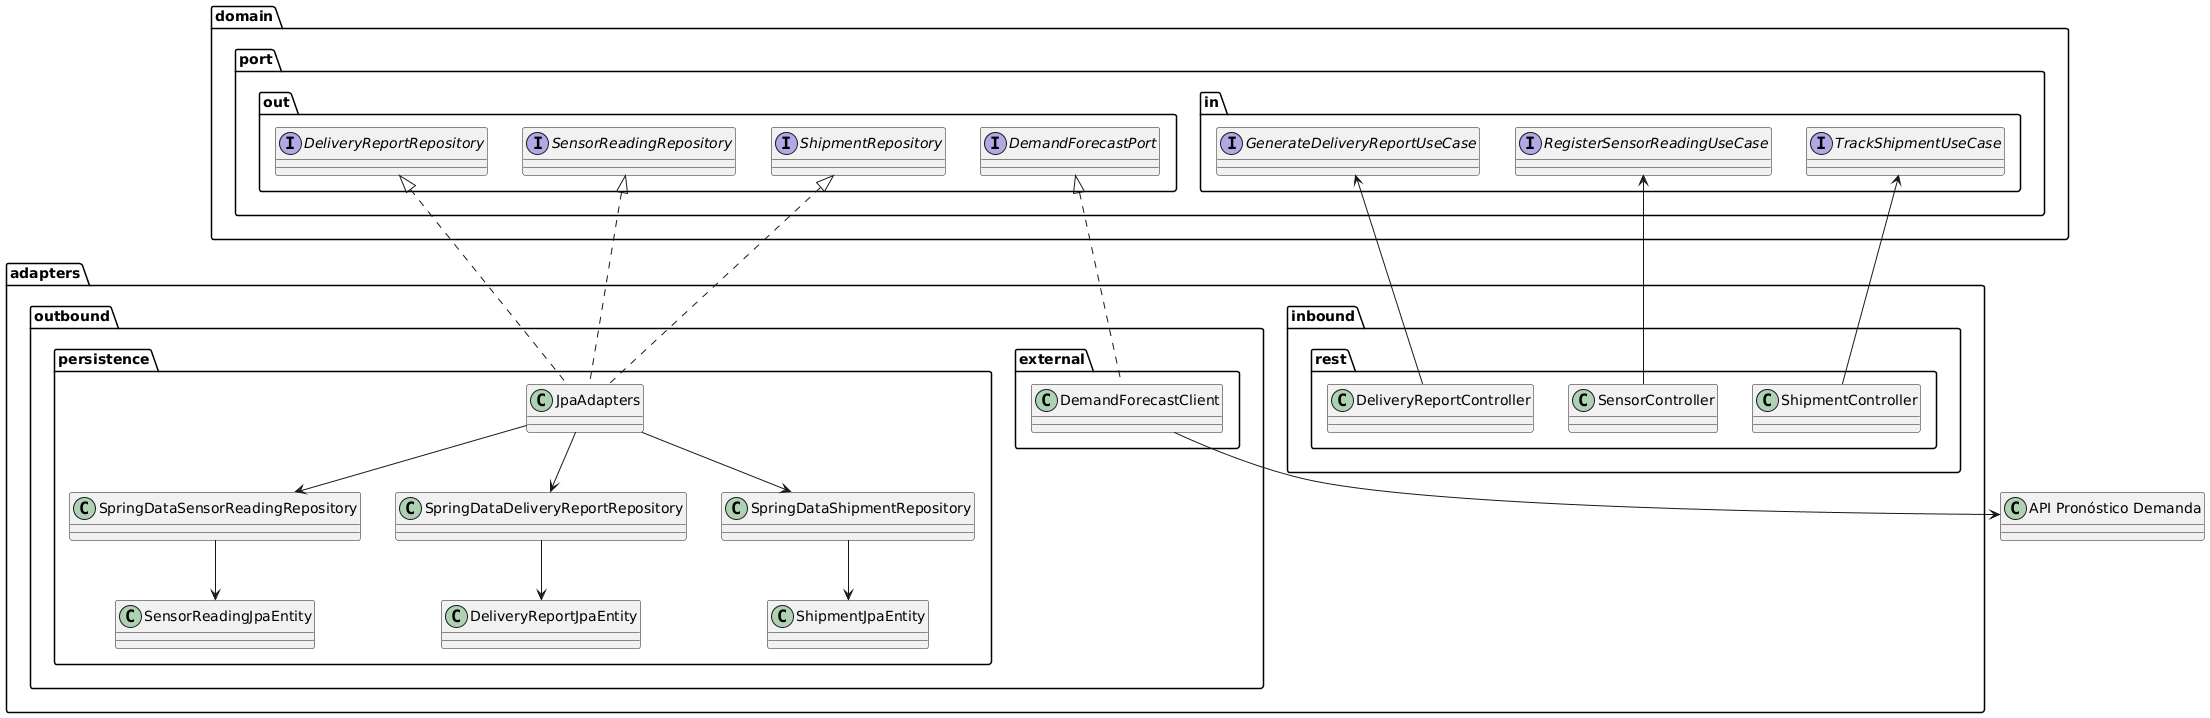 domain
port
out
in
I DeliveryReportRepository
I SensorReadingRepository
I ShipmentRepository
I DemandForecastPort
I GenerateDeliveryReportUseCase
I RegisterSensorReadingUseCase
I TrackShipmentUseCase
adapters
outbound
inbound
persistence
external
rest
C JpaAdapters
C DemandForecastClient
C DeliveryReportController
C SensorController
C ShipmentController
C SpringDataSensorReadingRepository
C SpringDataDeliveryReportRepository
C SpringDataShipmentRepository
C API Pronóstico Demanda
C SensorReadingJpaEntity
C DeliveryReportJpaEntity
C ShipmentJpaEntity